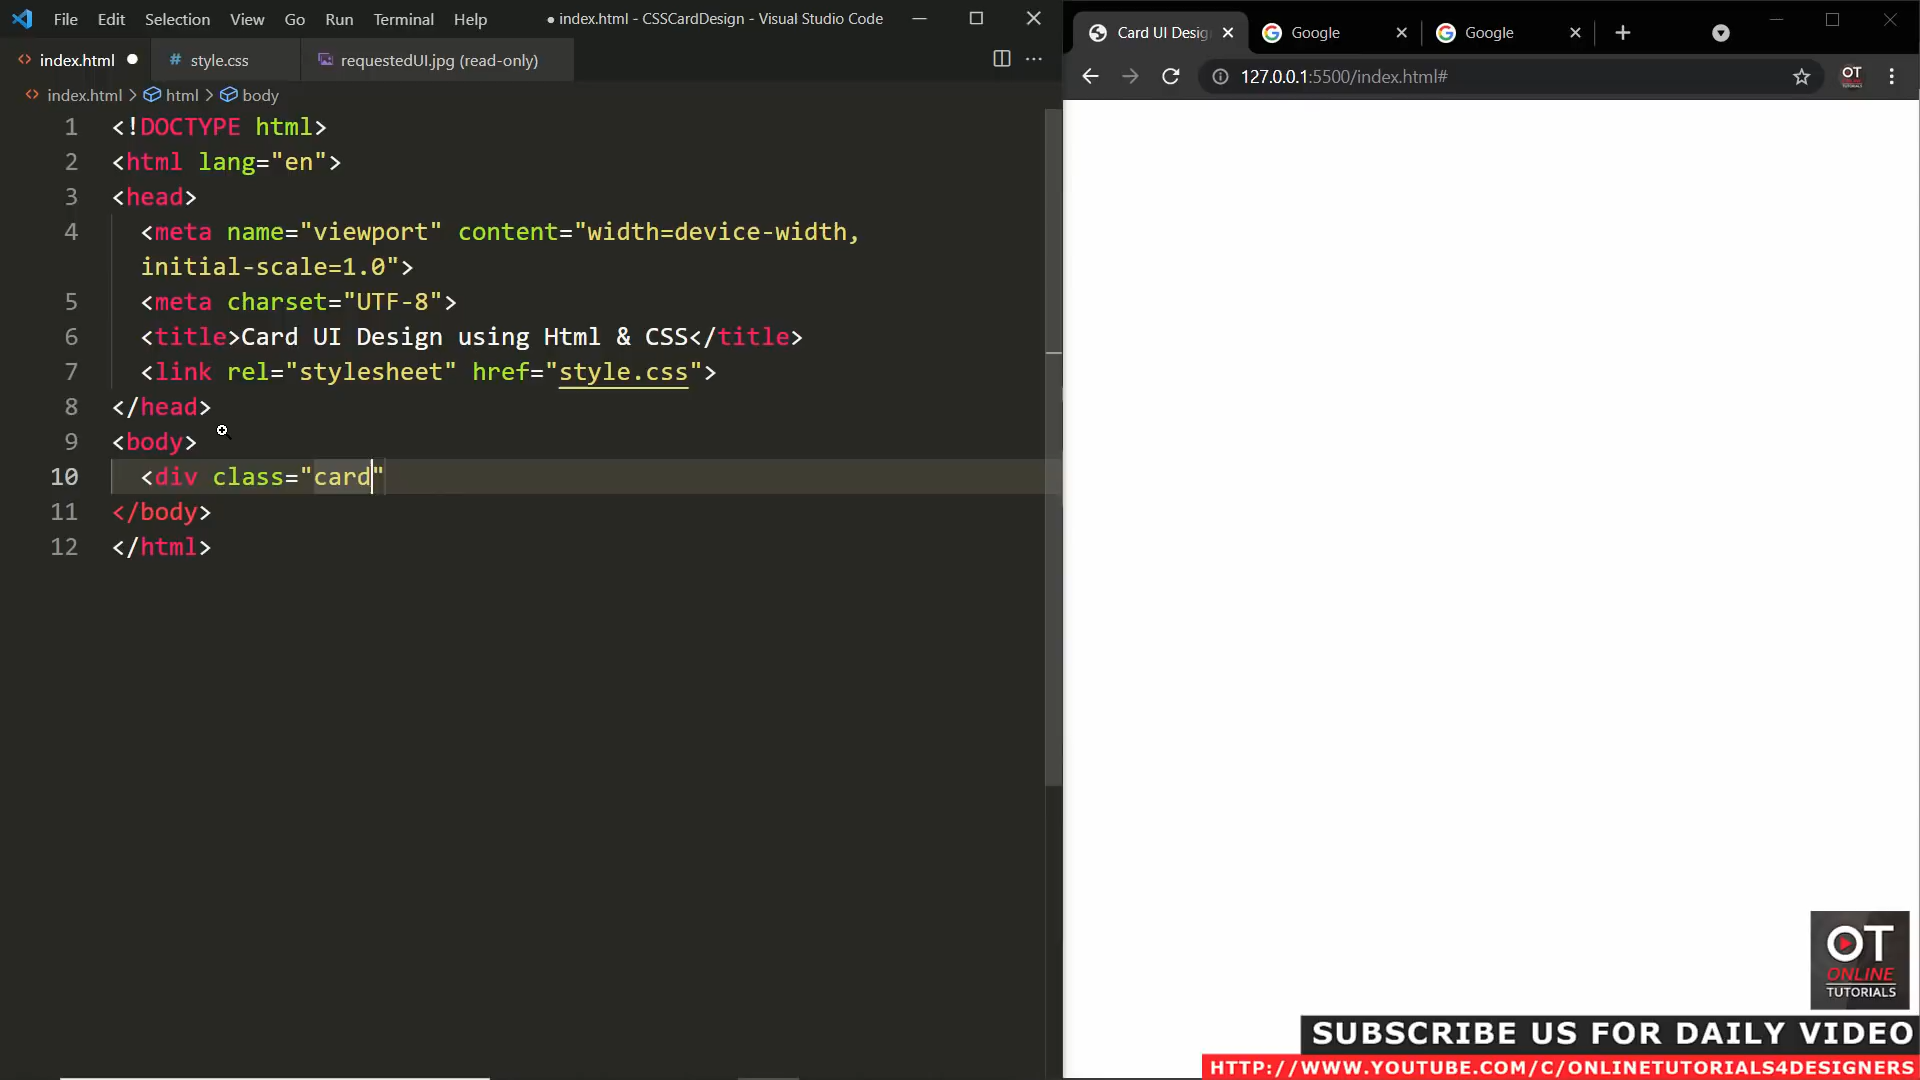 File Edit Selection View Go Run Terminal Help ● index.html - CSSCardDesign - Visual Studio Code
index.html style.css requestedUI.jpg (read-only)
index.html > html > body
1 <!DOCTYPE html>
2 <html lang="en">
3 <head>
4 <meta name="viewport" content="width=device-width,
initial-scale=1.0">
5 <meta charset="UTF-8">
6 <title>Card UI Design using Html & CSS</title>
7 <link rel="stylesheet" href="style.css">
8 </head>
9 <body>
10 <div class="card"
11 </body>
12 </html>
Card UI Desig Google Google
127.0.0.1:5500/index.html#
OT
ONLINE
TUTORIALS
SUBSCRIBE US FOR DAILY VIDEO
HTTP://WWW.YOUTUBE.COM/C/ONLINETUTORIALS4DESIGNERS